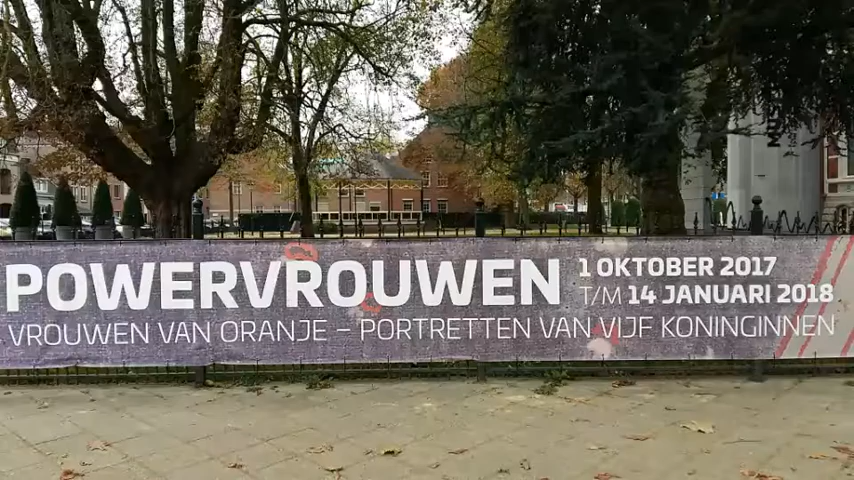 POWERVROUWEN
1 OKTOBER 2017
T/M 14 JANUARI 2018
VROUWEN VAN ORANJE – PORTRETTEN VAN VIJF KONINGINNEN